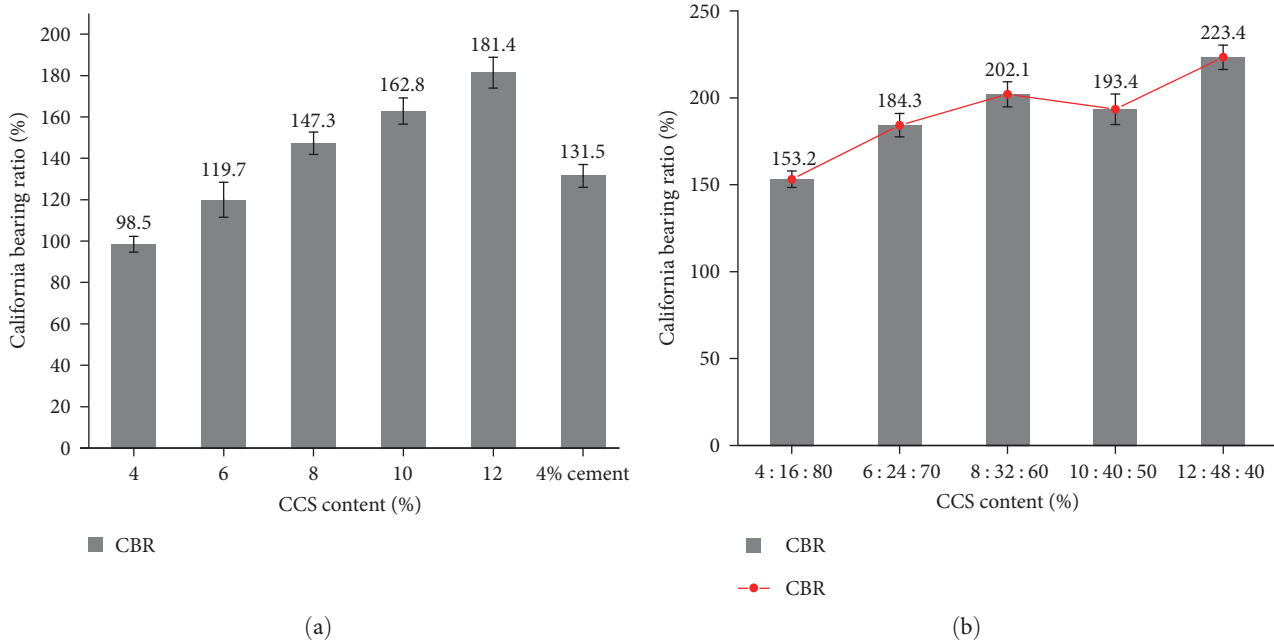 California bearing ratio (%)
200
180
160
140
120
100
80
60
40
20
0
98.5
119.7
147.3
162.8
181.4
131.5
4 6 8 10 12 4% cement
CCS content (%)
CBR
(a)
California bearing ratio (%)
250
200
150
100
50
0
153.2
184.3
202.1
193.4
223.4
4 : 16 : 80 6 : 24 : 70 8 : 32 : 60 10 : 40 : 50 12 : 48 : 40
CCS content (%)
CBR
CBR
(b)